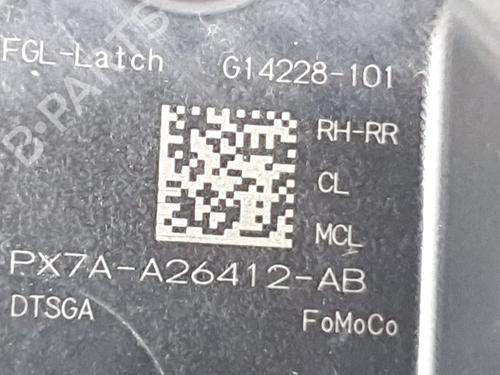 FGL-Latch G14228-101
RH-RR
CL
MCL
PX7A-A26412-AB
DTSGA FoMoCo
B-PARTS